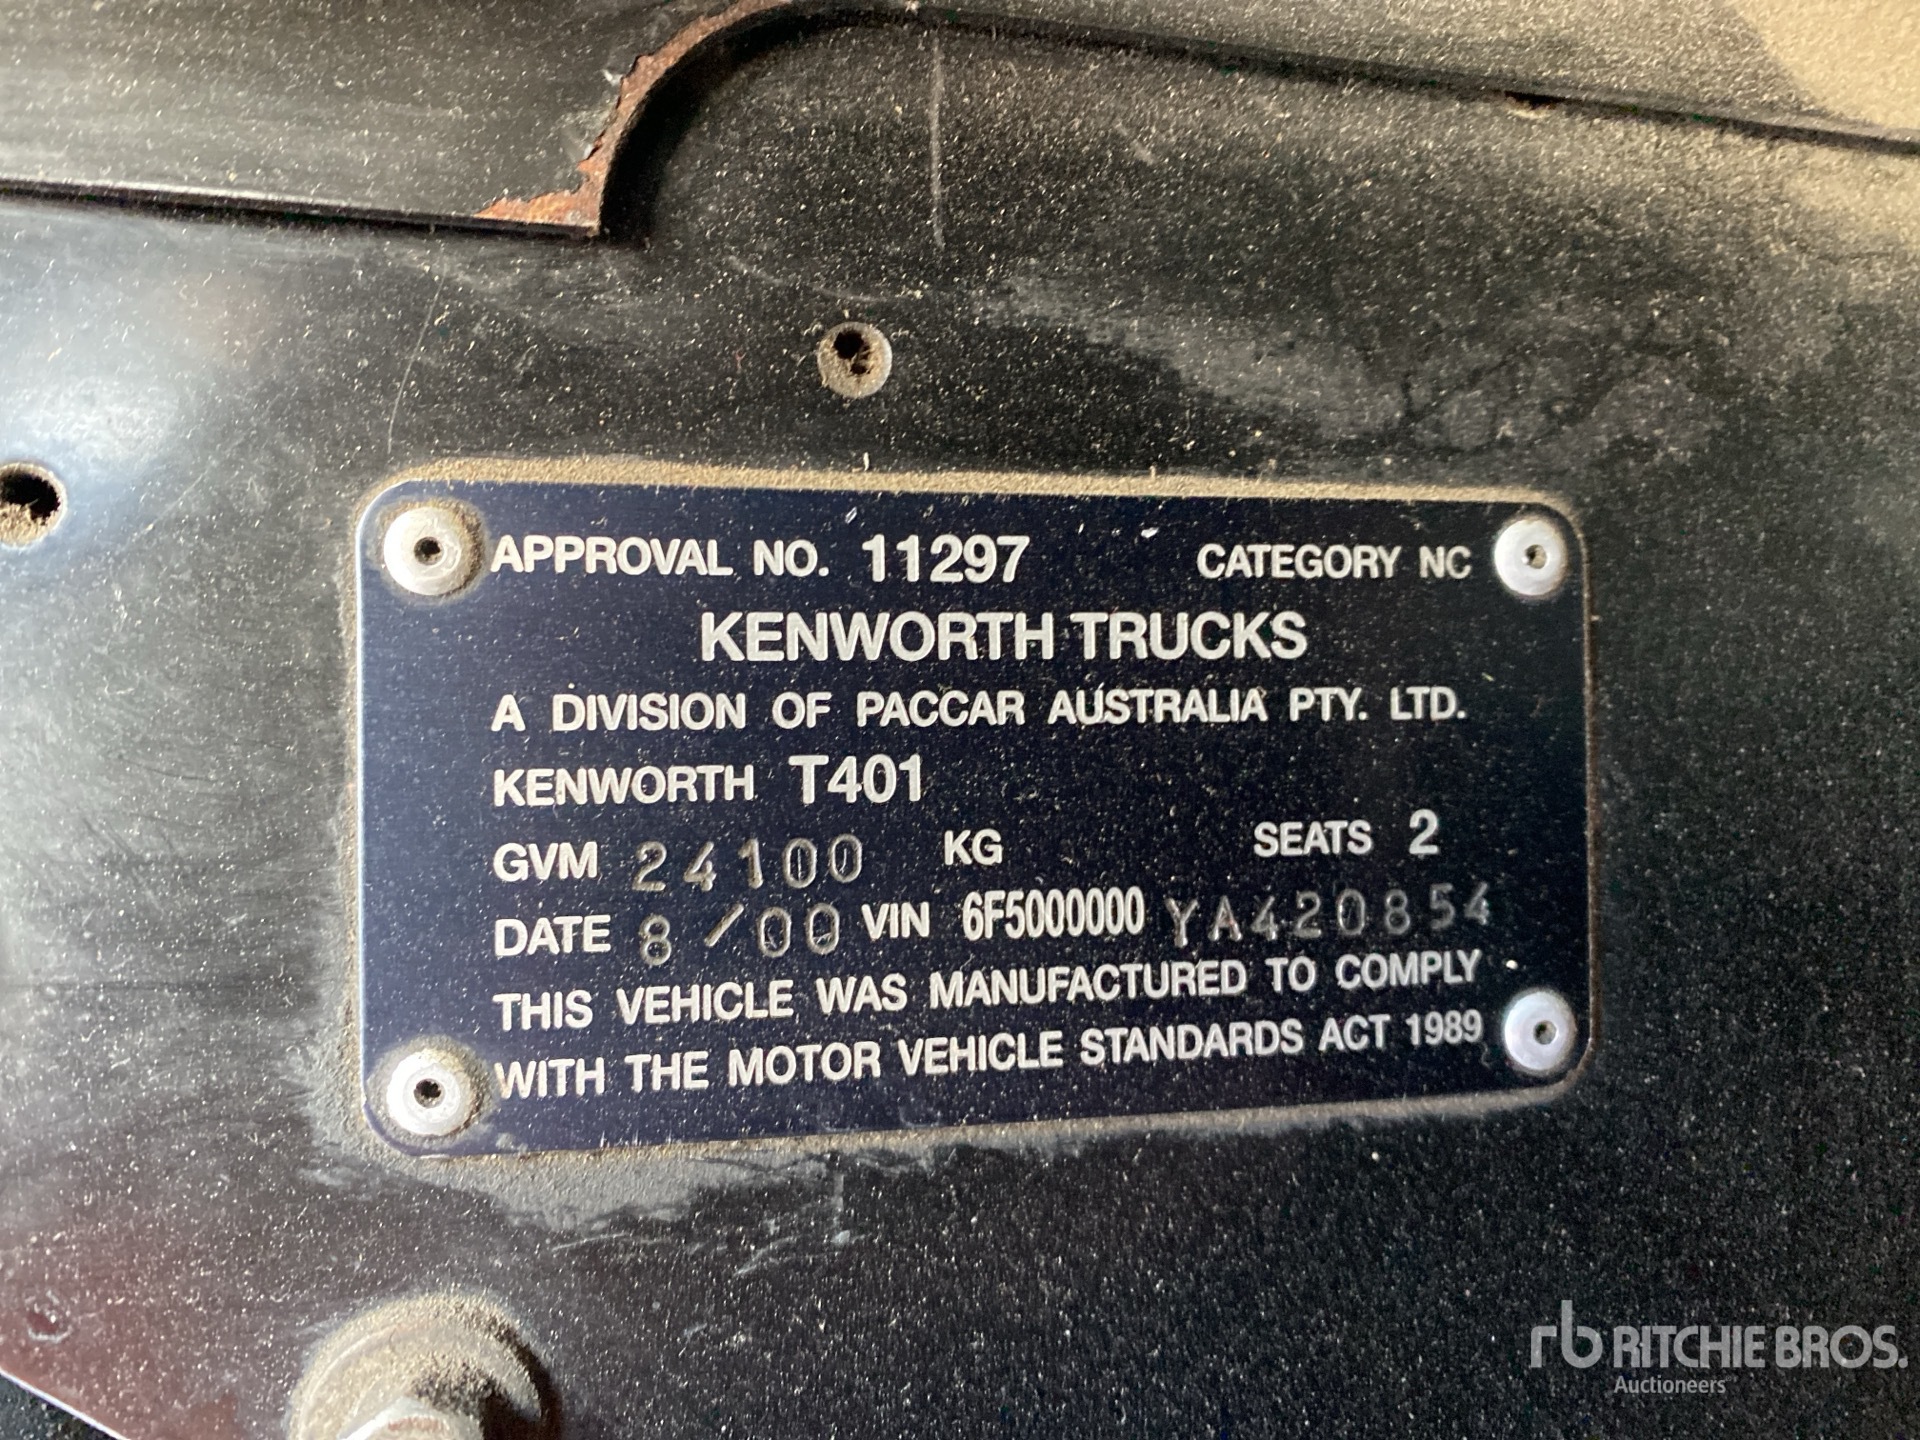 APPROVAL NO. 11297 CATEGORY NC
KENWORTH TRUCKS
A DIVISION OF PACCAR AUSTRALIA PTY. LTD.
KENWORTH T401
GVM 24100 KG SEATS 2
DATE 8/00 VIN 6F5000000YA420854
THIS VEHICLE WAS MANUFACTURED TO COMPLY
WITH THE MOTOR VEHICLE STANDARDS ACT 1989
rb RITCHIE BROS.
Auctioneers